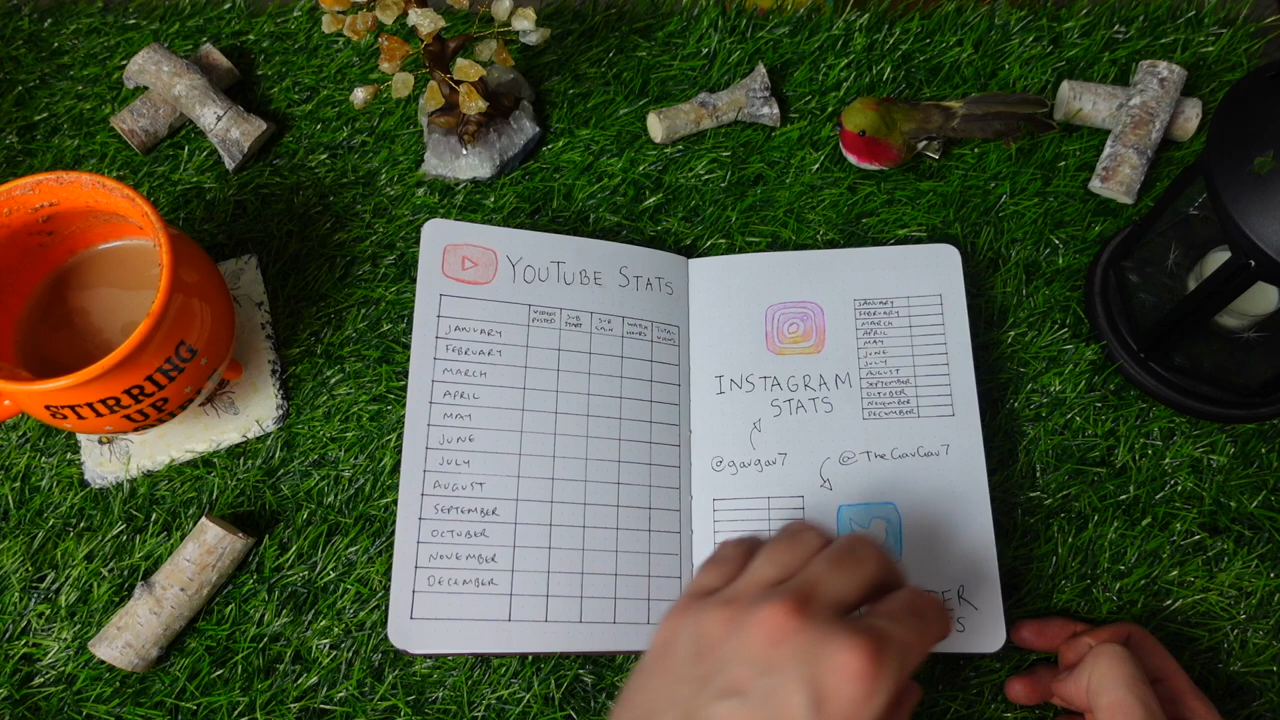 STIRRING
UP
YOUTUBE STATS
VIDEOS POSTED
SUB START
SUB GAIN
WATCH HOURS
TOTAL VIEWS
JANUARY
FEBRUARY
MARCH
APRIL
MAY
JUNE
JULY
AUGUST
SEPTEMBER
OCTOBER
NOVEMBER
DECEMBER
INSTAGRAM
STATS
JANUARY
FEBRUARY
MARCH
APRIL
MAY
JUNE
JULY
AUGUST
SEPTEMBER
OCTOBER
NOVEMBER
DECEMBER
@gavgav7
@TheGavGav7